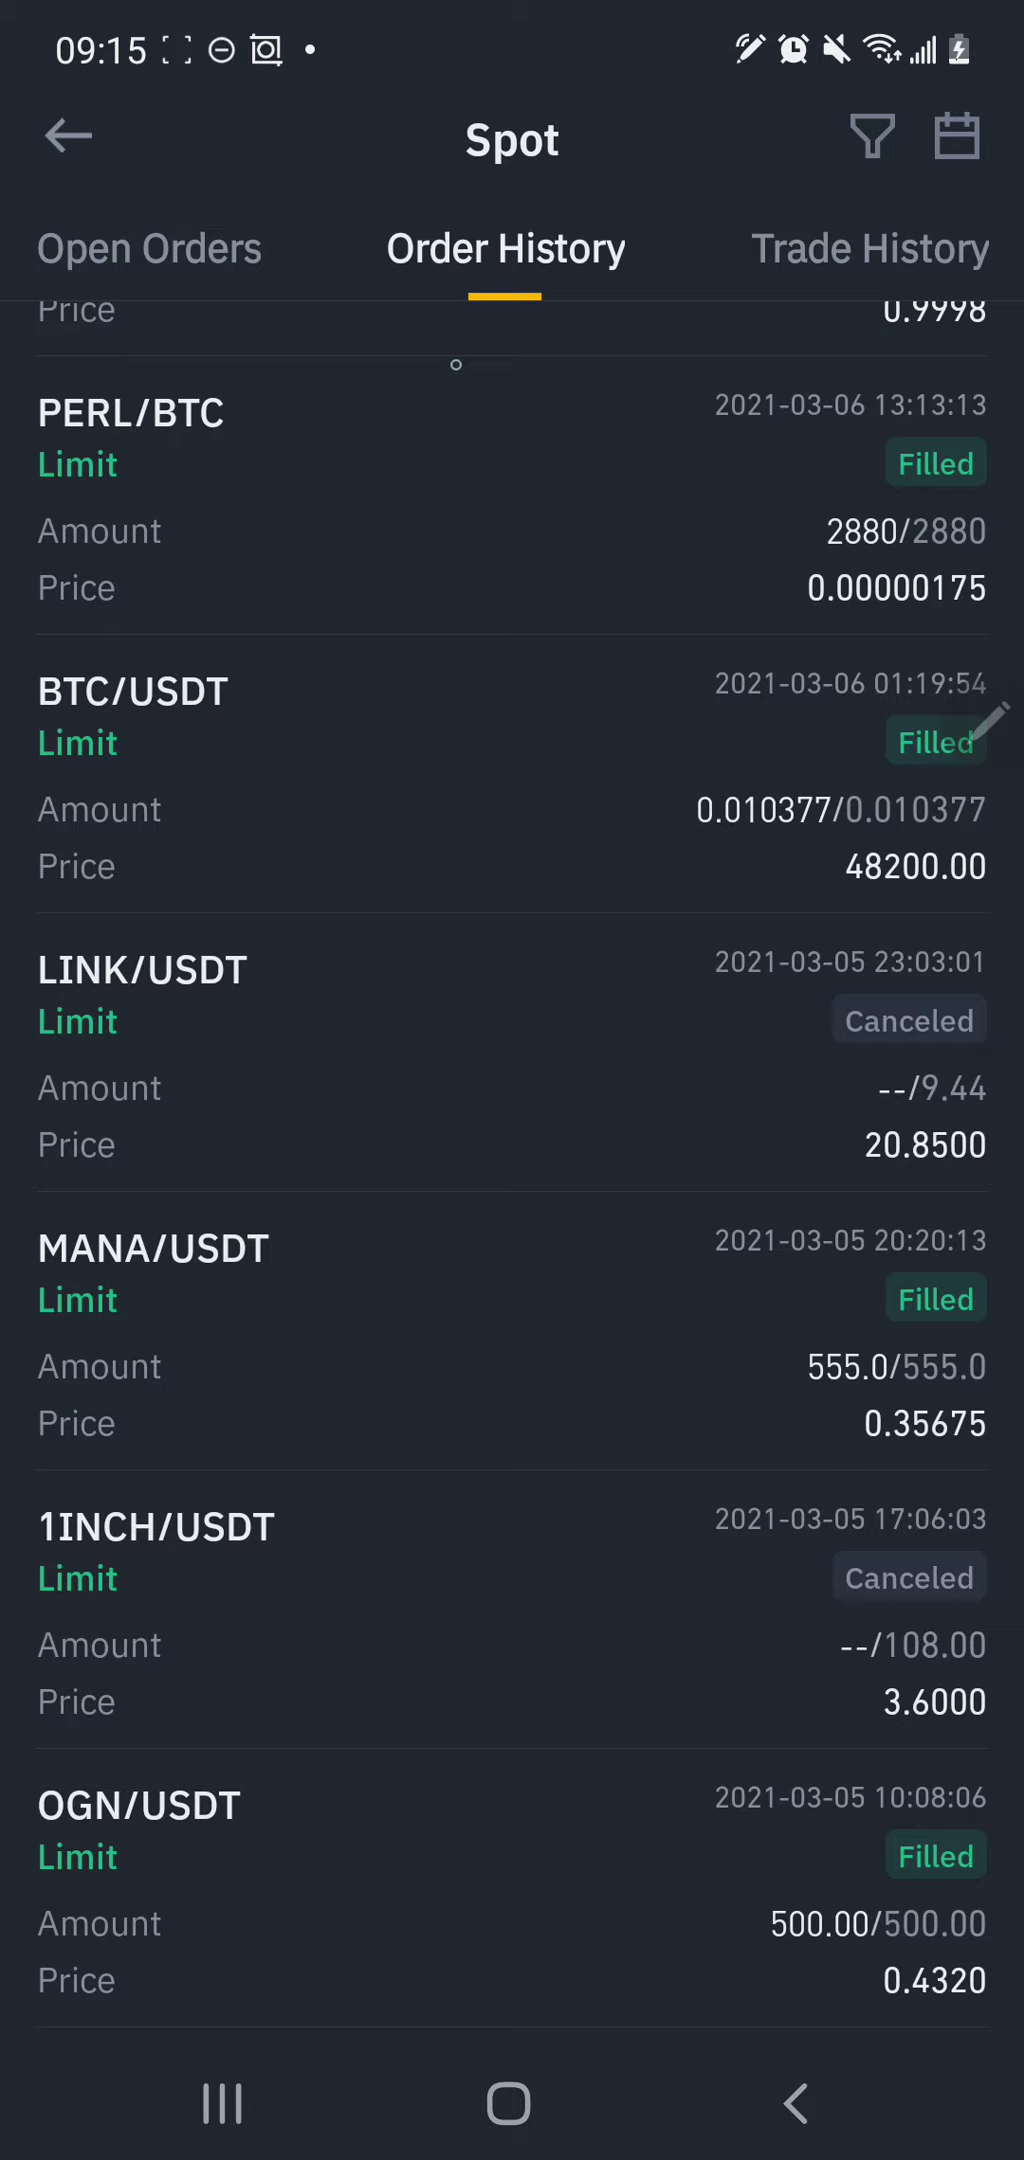 09:15
Spot
Open Orders Order History Trade History
Price 0.9998
PERL/BTC 2021-03-06 13:13:13
Limit Filled
Amount 2880/2880
Price 0.00000175
BTC/USDT 2021-03-06 01:19:54
Limit Filled
Amount 0.010377/0.010377
Price 48200.00
LINK/USDT 2021-03-05 23:03:01
Limit Canceled
Amount --/9.44
Price 20.8500
MANA/USDT 2021-03-05 20:20:13
Limit Filled
Amount 555.0/555.0
Price 0.35675
1INCH/USDT 2021-03-05 17:06:03
Limit Canceled
Amount --/108.00
Price 3.6000
OGN/USDT 2021-03-05 10:08:06
Limit Filled
Amount 500.00/500.00
Price 0.4320